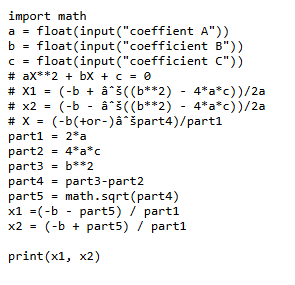 import math
a = float(input("coeffient A"))
b = float(input("coefficient B"))
c = float(input("coefficient C"))
# aX**2 + bX + c = 0
# X1 = (-b + âˆš((b**2) - 4*a*c))/2a
# x2 = (-b - âˆš((b**2) - 4*a*c))/2a
# X = (-b(+or-)âˆšpart4)/part1
part1 = 2*a
part2 = 4*a*c
part3 = b**2
part4 = part3-part2
part5 = math.sqrt(part4)
x1 =(-b - part5) / part1
x2 = (-b + part5) / part1
print(x1, x2)